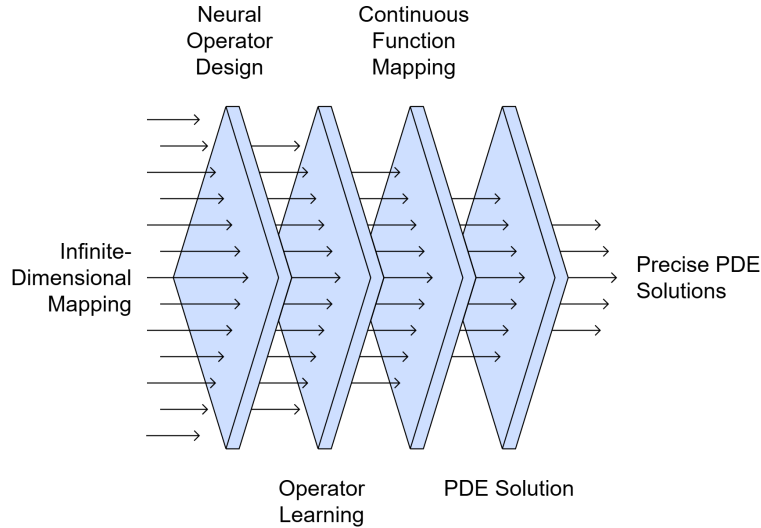 Neural
Operator
Design
Continuous
Function
Mapping
Infinite-
Dimensional
Mapping
Precise PDE
Solutions
Operator
Learning
PDE Solution